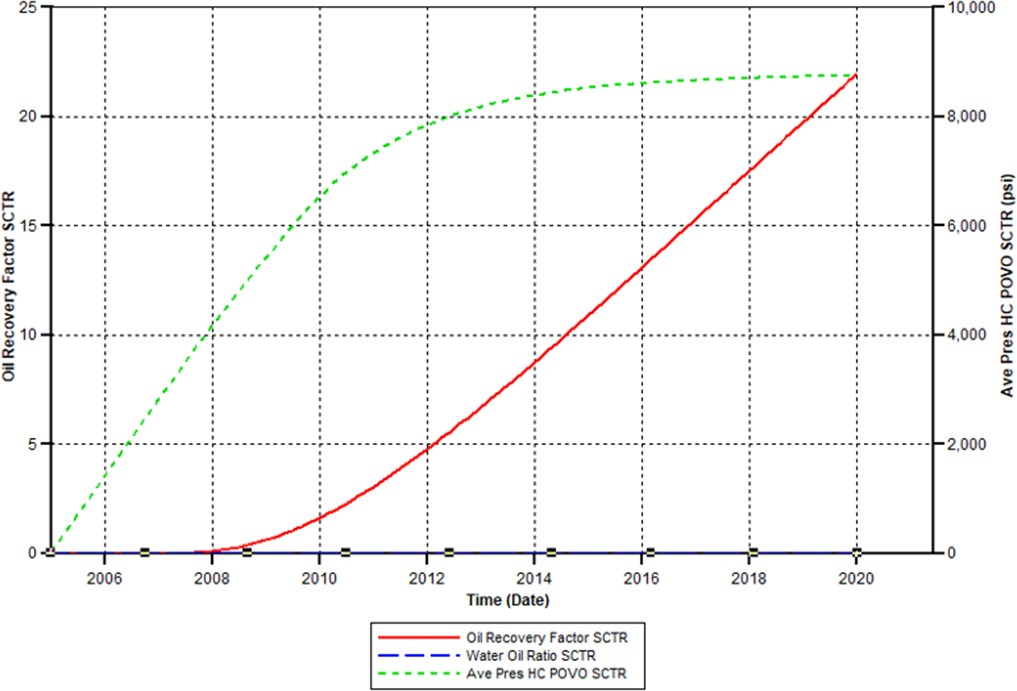 25
20
15
10
5
0
Oil Recovery Factor SCTR
10,000
8,000
6,000
4,000
2,000
0
Ave Pres HC POVO SCTR (psi)
2006 2008 2010 2012 2014 2016 2018 2020
Time (Date)
Oil Recovery Factor SCTR
Water Oil Ratio SCTR
Ave Pres HC POVO SCTR